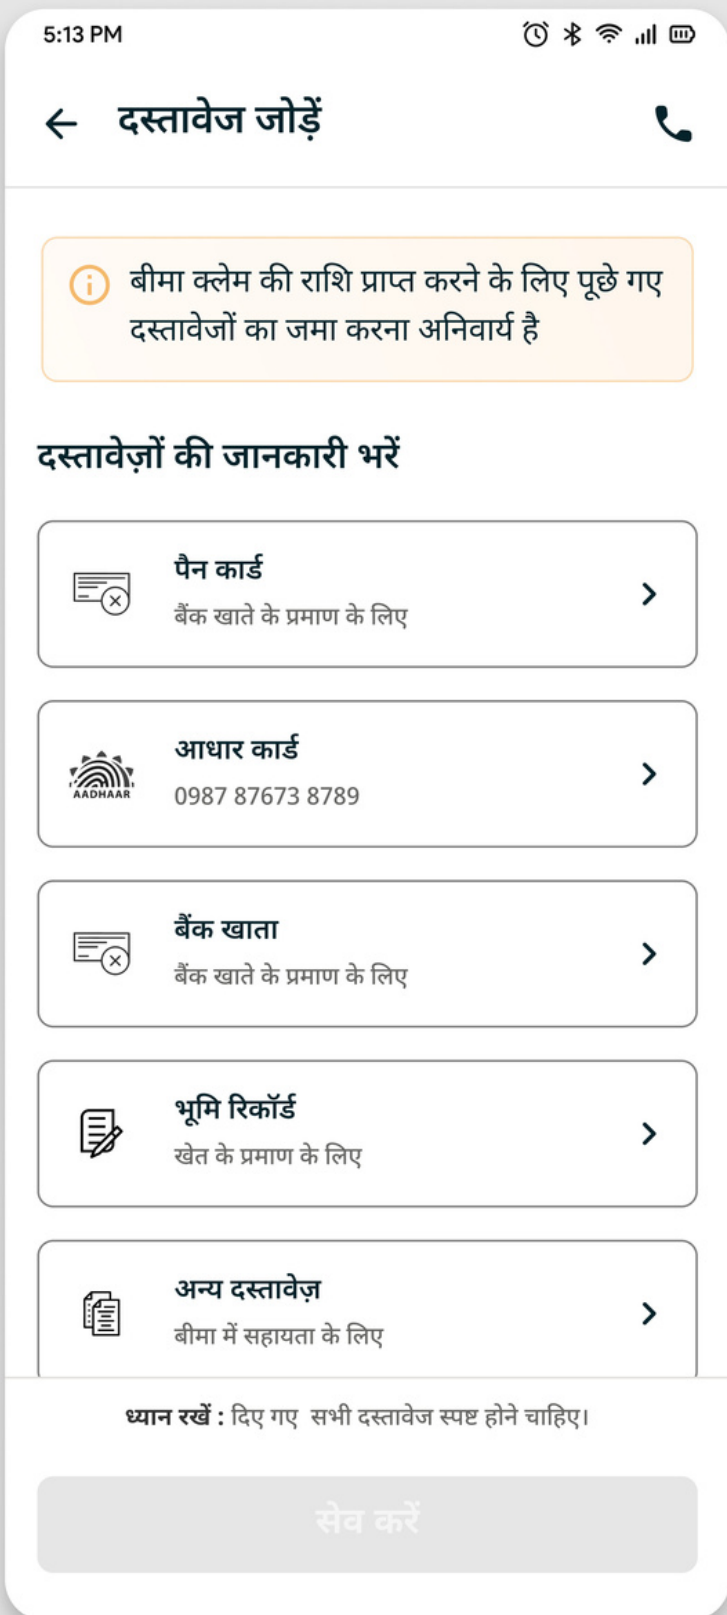 5:13 PM
दस्तावेज जोड़ें
बीमा क्लेम की राशि प्राप्त करने के लिए पूछे गए
दस्तावेजों का जमा करना अनिवार्य है
दस्तावेज़ों की जानकारी भरें
पैन कार्ड
बैंक खाते के प्रमाण के लिए
आधार कार्ड
AADHAAR
0987 87673 8789
बैंक खाता
बैंक खाते के प्रमाण के लिए
भूमि रिकॉर्ड
खेत के प्रमाण के लिए
अन्य दस्तावेज़
बीमा में सहायता के लिए
ध्यान रखें : दिए गए सभी दस्तावेज स्पष्ट होने चाहिए।
सेव करें